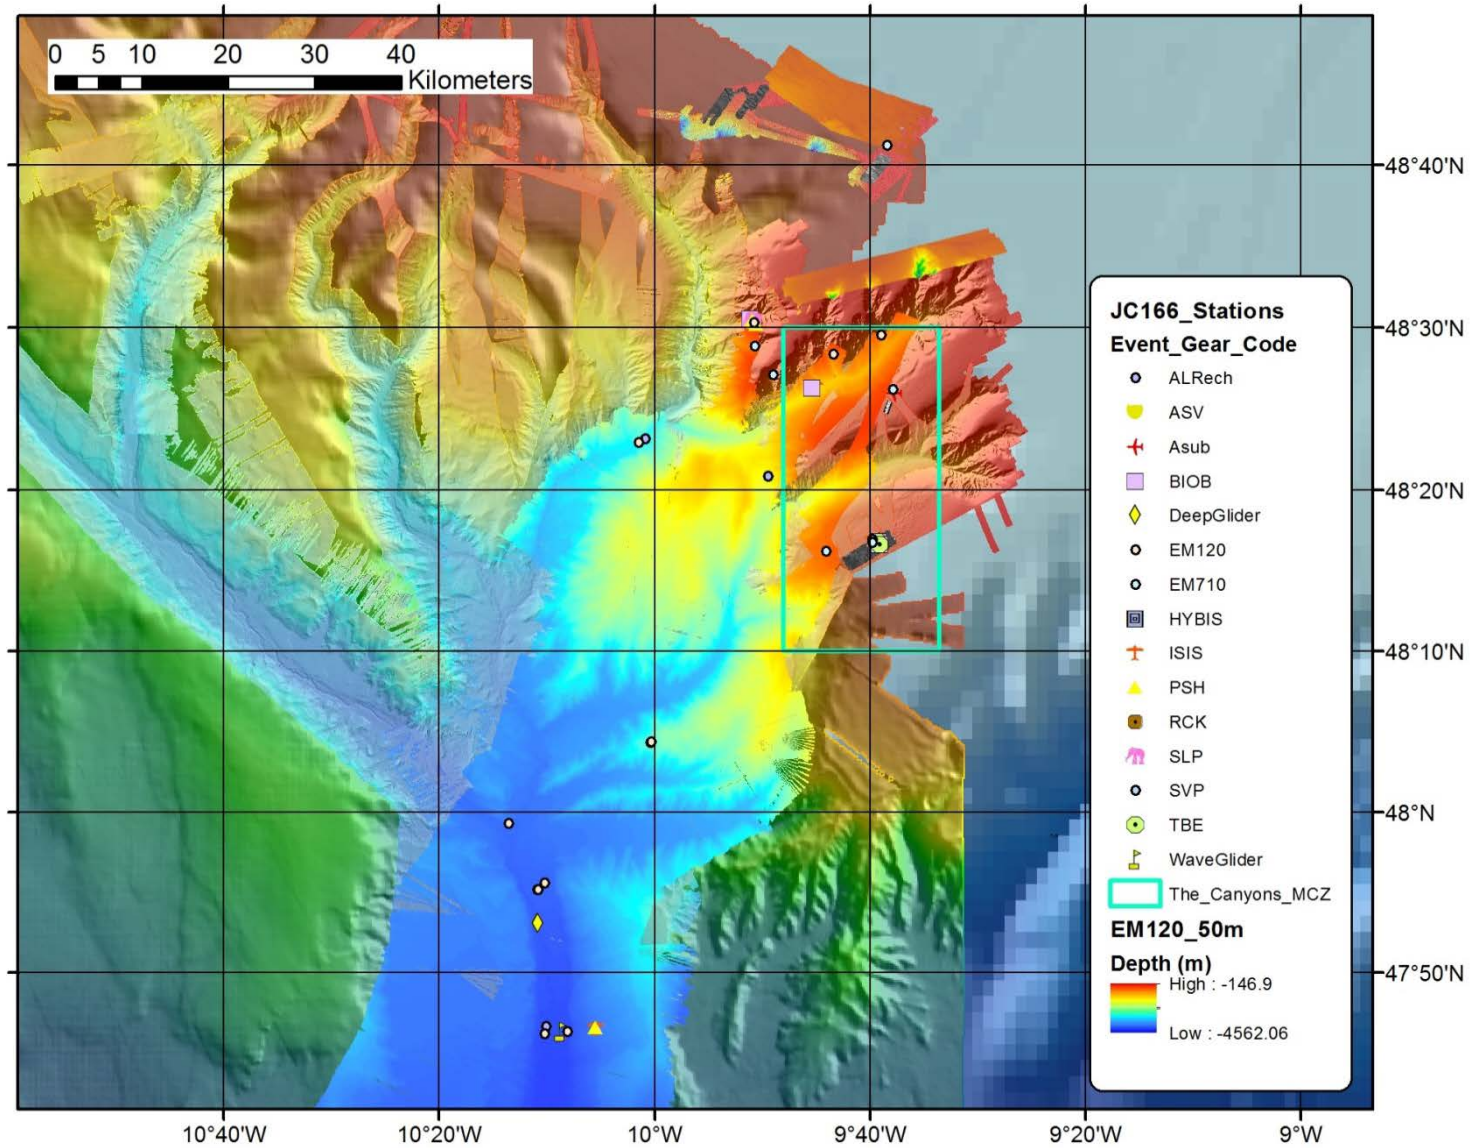 0 5 10 20 30 40
Kilometers
48°40'N
48°30'N
48°20'N
48°10'N
48°N
47°50'N
JC166_Stations
Event_Gear_Code
ALRech
ASV
Asub
BIOB
DeepGlider
EM120
EM710
HYBIS
ISIS
PSH
RCK
SLP
SVP
TBE
WaveGlider
The_Canyons_MCZ
EM120_50m
Depth (m)
High : -146.9
Low : -4562.06
10°40'W 10°20'W 10°W 9°40'W 9°20'W 9°W